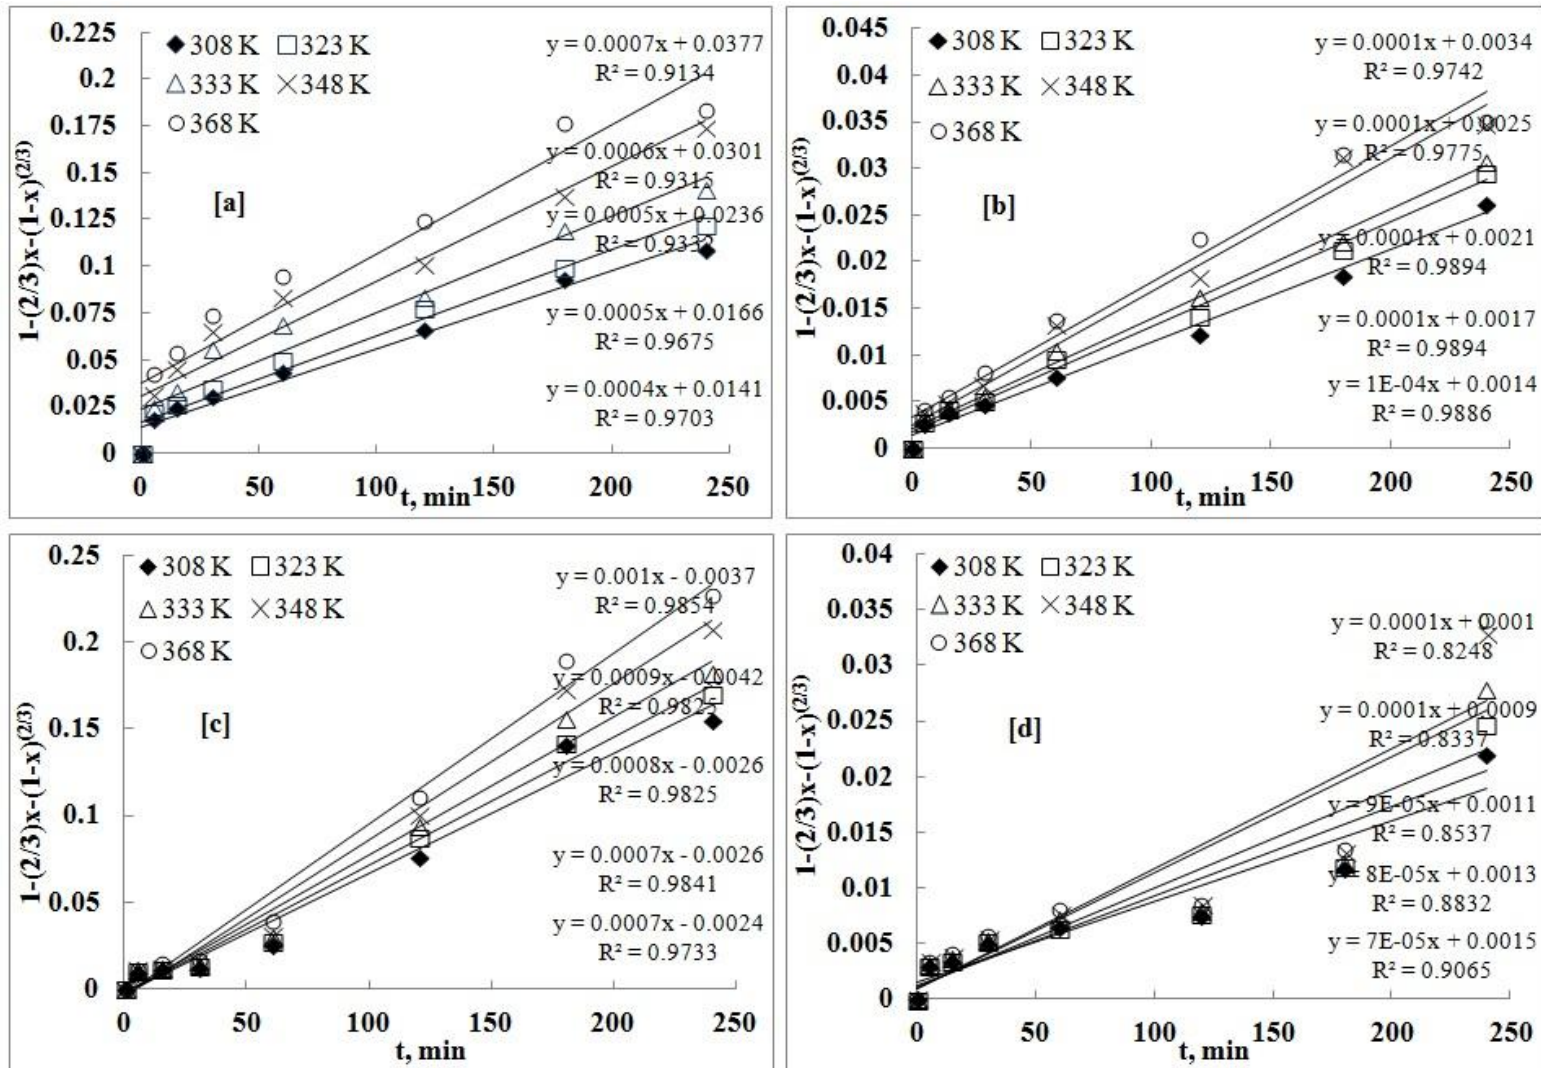 1-(2/3)x-(1-x)^(2/3)
0.225
0.2
0.175
0.15
0.125
0.1
0.075
0.05
0.025
0
308 K 323 K
333 K 348 K
368 K
[a]
y = 0.0007x + 0.0377
R² = 0.9134
y = 0.0006x + 0.0301
R² = 0.9315
y = 0.0005x + 0.0236
R² = 0.9332
y = 0.0005x + 0.0166
R² = 0.9675
y = 0.0004x + 0.0141
R² = 0.9703
0 50 100 150 200 250
t, min
1-(2/3)x-(1-x)^(2/3)
0.045
0.04
0.035
0.03
0.025
0.02
0.015
0.01
0.005
0
308 K 323 K
333 K 348 K
368 K
[b]
y = 0.0001x + 0.0034
R² = 0.9742
y = 0.0001x + 0.0025
R² = 0.9775
y = 0.0001x + 0.0021
R² = 0.9894
y = 0.0001x + 0.0017
R² = 0.9894
y = 1E-04x + 0.0014
R² = 0.9886
0 50 100 150 200 250
t, min
1-(2/3)x-(1-x)^(2/3)
0.25
0.2
0.15
0.1
0.05
0
308 K 323 K
333 K 348 K
368 K
[c]
y = 0.001x - 0.0037
R² = 0.9854
y = 0.0009x - 0.0042
R² = 0.9825
y = 0.0008x - 0.0026
R² = 0.9825
y = 0.0007x - 0.0026
R² = 0.9841
y = 0.0007x - 0.0024
R² = 0.9733
0 50 100 150 200 250
t, min
1-(2/3)x-(1-x)^(2/3)
0.04
0.035
0.03
0.025
0.02
0.015
0.01
0.005
0
308 K 323 K
333 K 348 K
368 K
[d]
y = 0.0001x + 0.001
R² = 0.8248
y = 0.0001x + 0.0009
R² = 0.8337
y = 9E-05x + 0.0011
R² = 0.8537
y = 8E-05x + 0.0013
R² = 0.8832
y = 7E-05x + 0.0015
R² = 0.9065
0 50 100 150 200 250
t, min